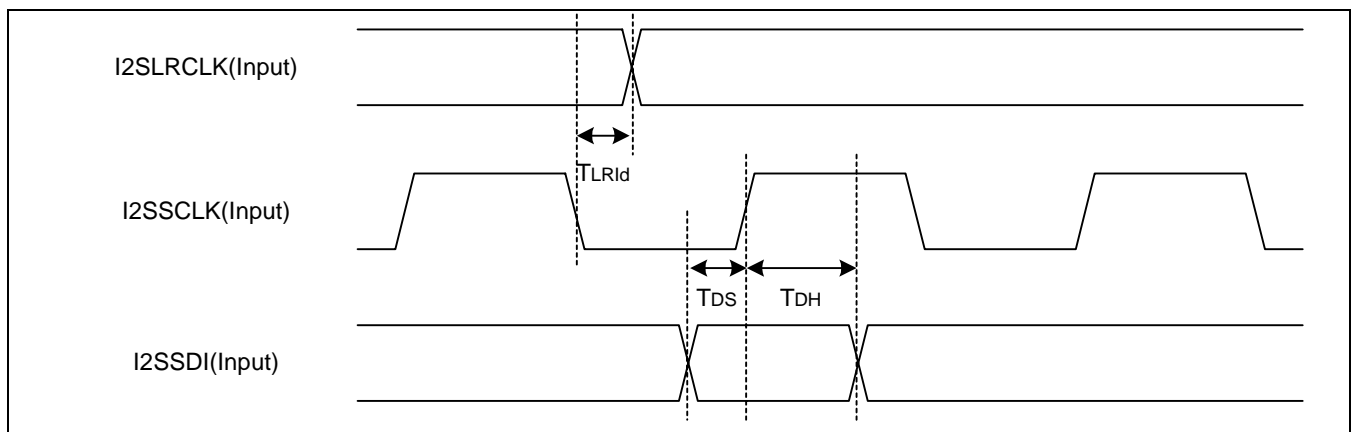 I2SLRCLK(Input)
TLRId
I2SSCLK(Input)
TDS
TDH
I2SSDI(Input)